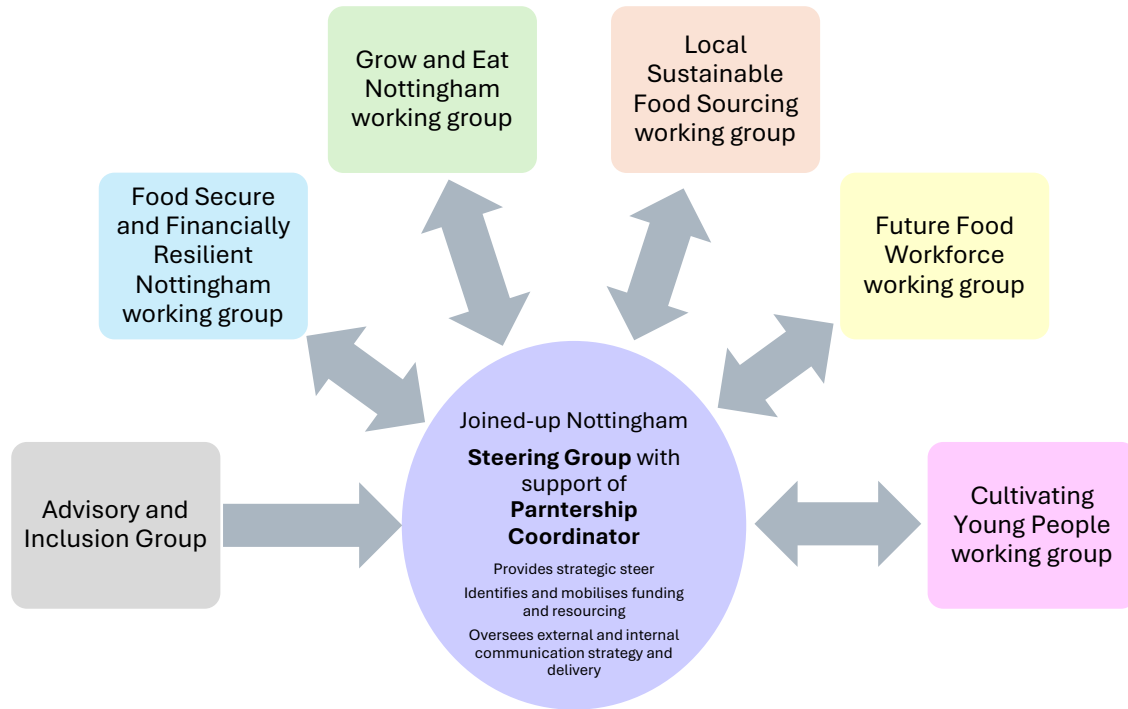 Grow and Eat
Nottingham
working group
Local
Sustainable
Food Sourcing
working group
Food Secure
and Financially
Resilient
Nottingham
working group
Future Food
Workforce
working group
Advisory and
Inclusion Group
Joined-up Nottingham
Steering Group with
support of
Parntership
Coordinator
Provides strategic steer
Identifies and mobilises funding
and resourcing
Oversees external and internal
communication strategy and
delivery
Cultivating
Young People
working group